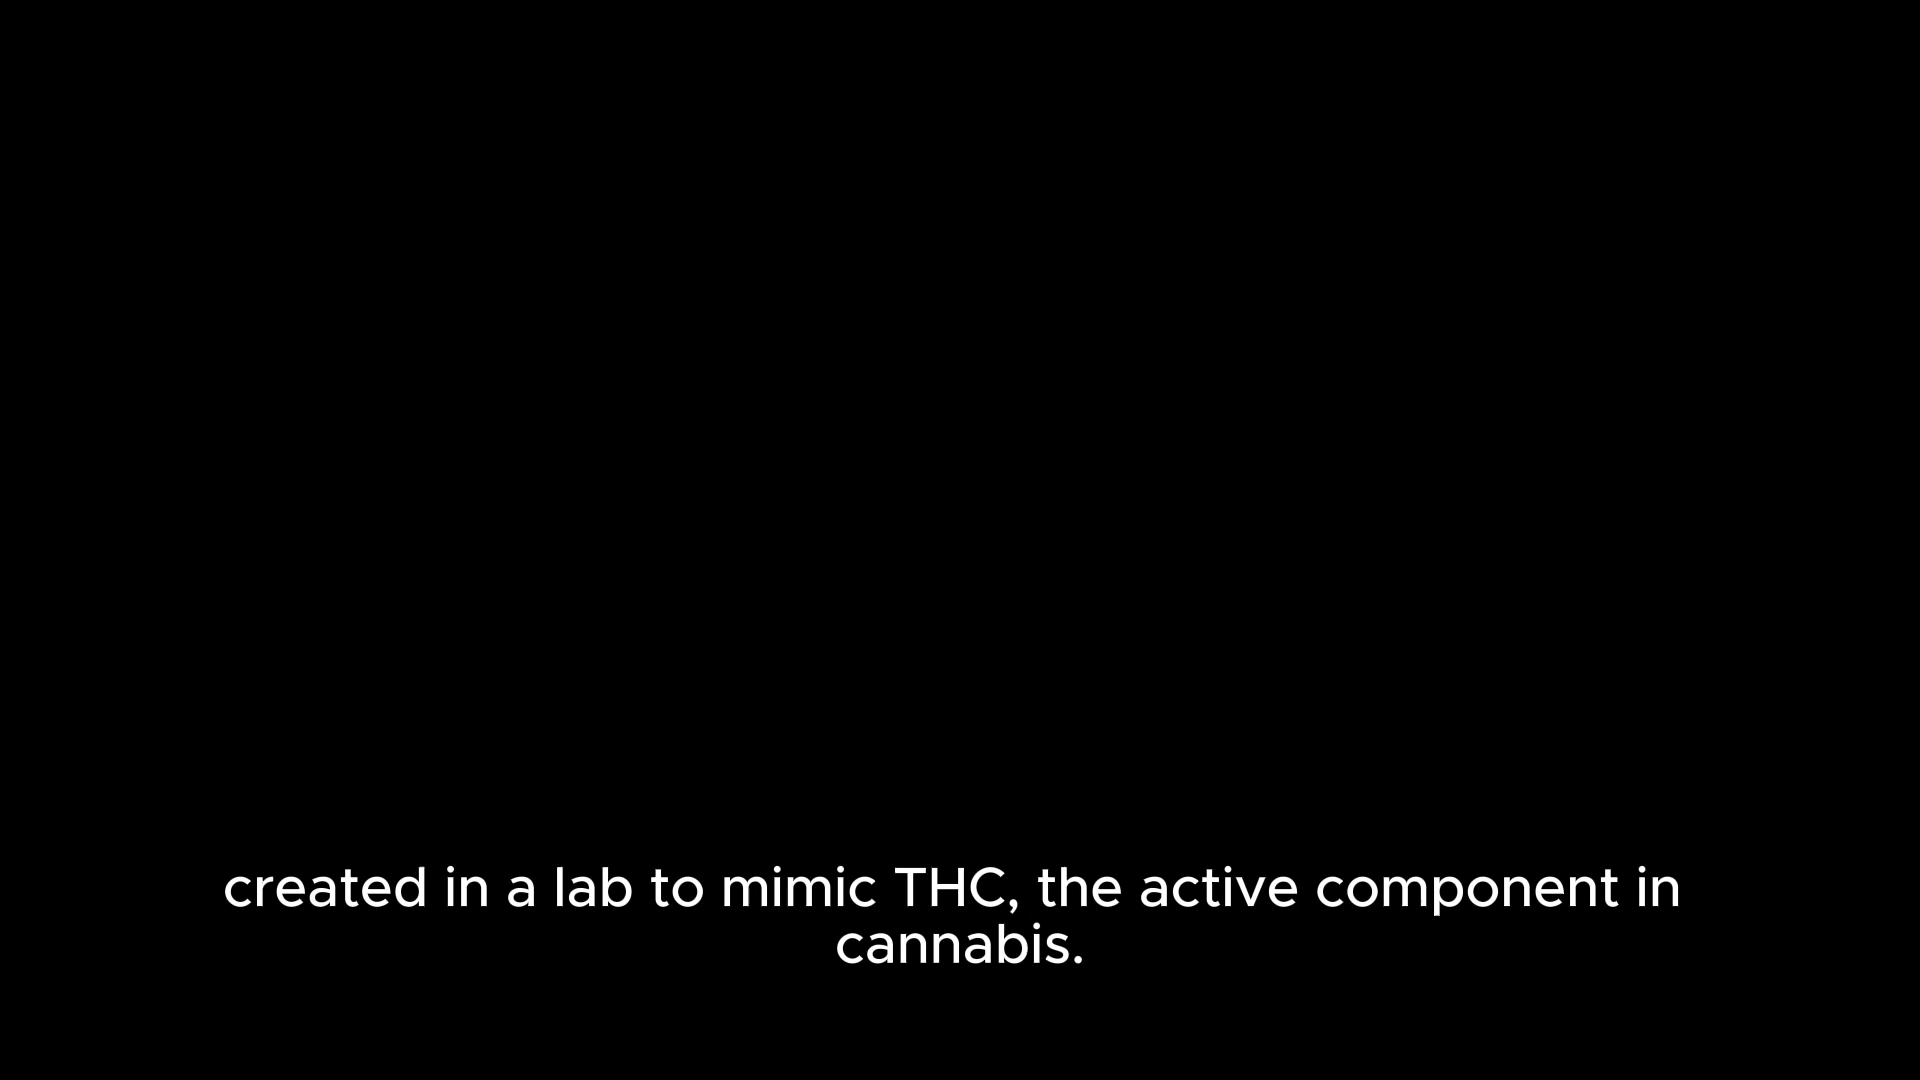 created in a lab to mimic THC, the active component in
cannabis.